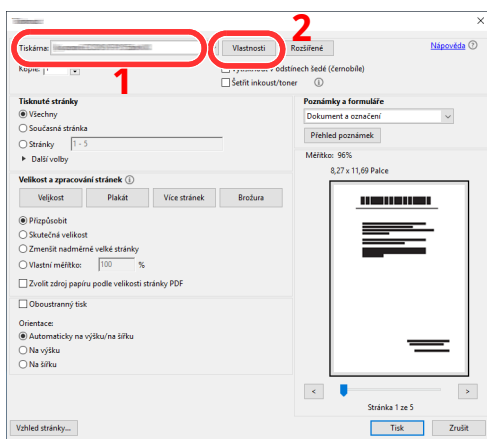 2
Tiskárna:
Vlastnosti
Rozšířené
Nápověda
Kopie: 1
Vytisknout v odstínech šedé (černobíle)
1
Šetřit inkoust/toner
Tisknuté stránky
Všechny
Současná stránka
Stránky 1 - 5
Další volby
Velikost a zpracování stránek
Velikost Plakát Více stránek Brožura
Přizpůsobit
Skutečná velikost
Zmenšit nadměrně velké stránky
Vlastní měřítko: 100 %
Zvolit zdroj papíru podle velikosti stránky PDF
Oboustranný tisk
Orientace:
Automaticky na výšku/na šířku
Na výšku
Na šířku
Poznámky a formuláře
Dokument a označení
Přehled poznámek
Měřítko: 96%
8,27 x 11,69 Palce
< >
Stránka 1 ze 5
Vzhled stránky...
Tisk Zrušit